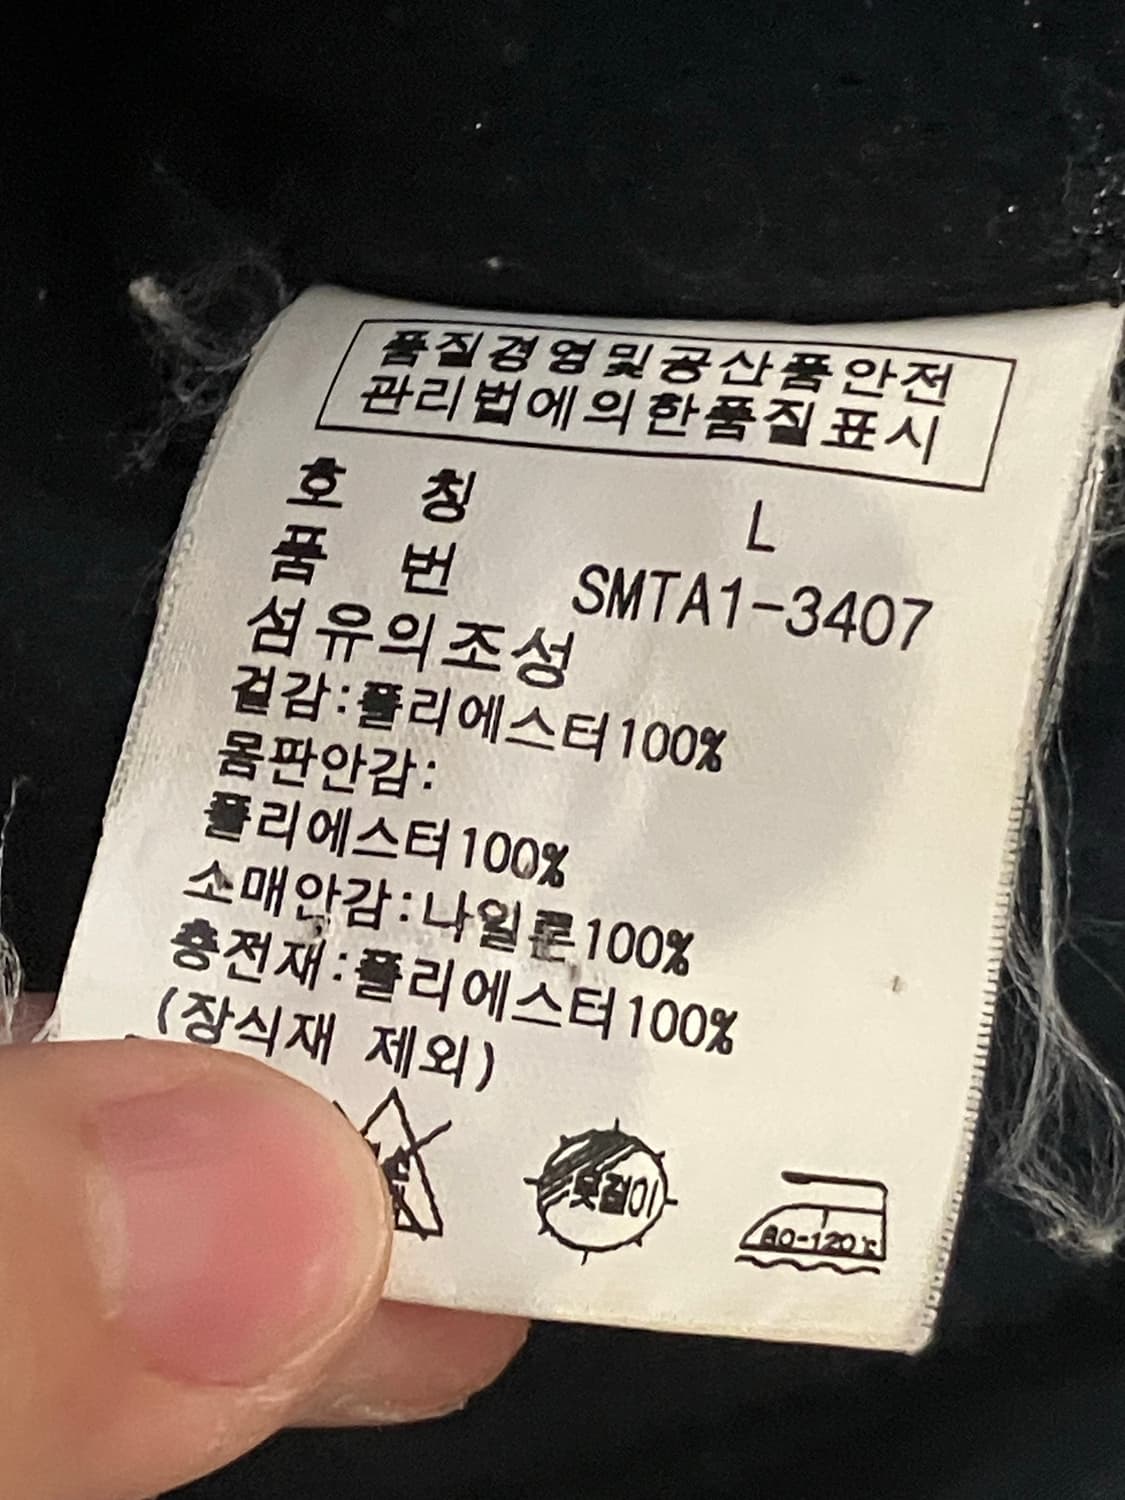 품질경영및공산품안전
관리법에의한품질표시
호 칭 L
품 번 SMTA1-3407
섬유의조성
겉감:폴리에스터100%
몸판안감:
폴리에스터100%
소매안감:나일론100%
충전재:폴리에스터100%
(장식재 제외)
옷걸이
80-120℃